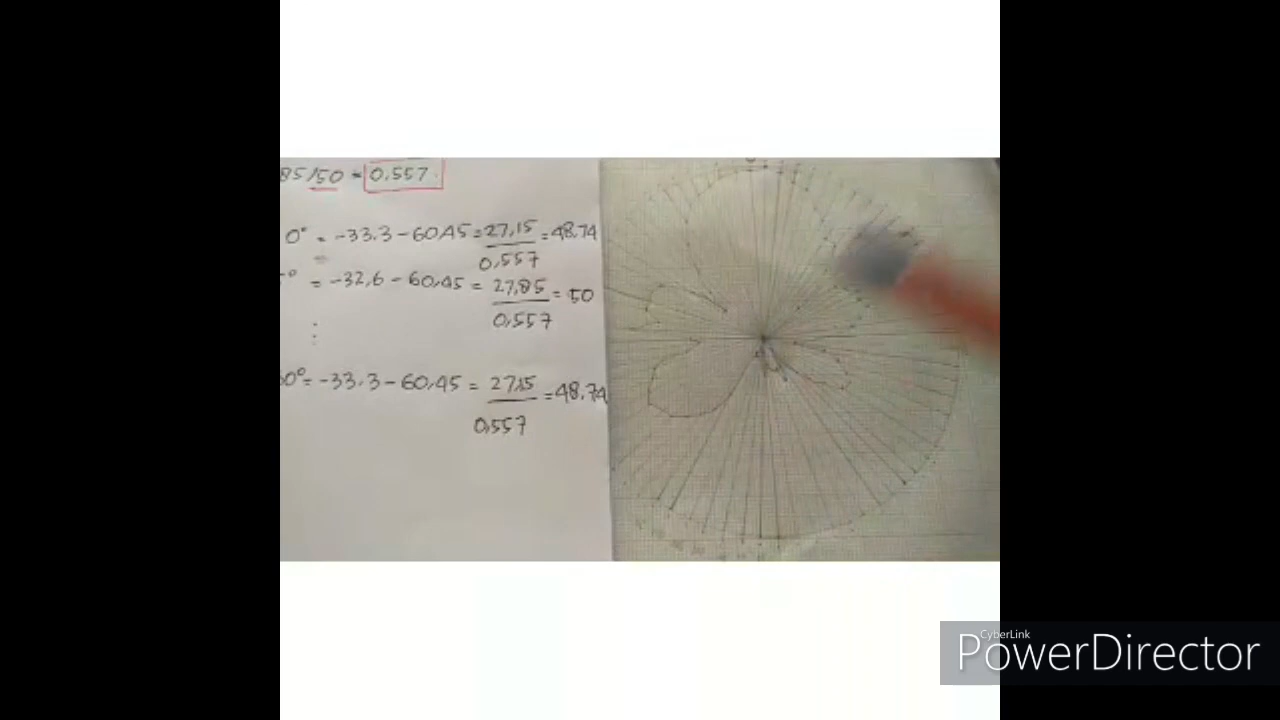 85/50 = 0.557
0° = -33.3 - 60.45 = 27.15 = 48.74
0.557
° = -32,6 - 60.45 = 27,85 = 50
0,557
0° = -33.3 - 60.45 = 27.15 = 48.74
0.557
CyberLink
PowerDirector